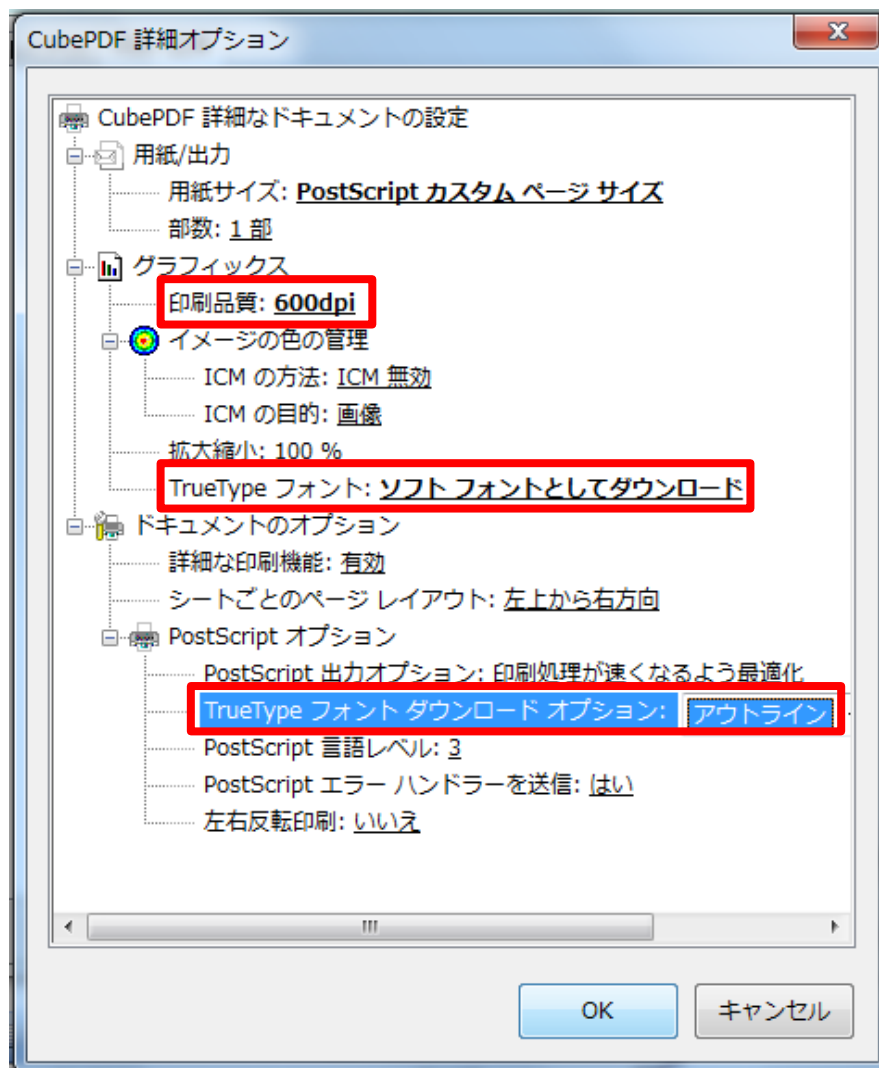 CubePDF 詳細オプション
CubePDF 詳細なドキュメントの設定
用紙/出力
用紙サイズ: PostScript カスタム ページ サイズ
部数: 1 部
グラフィックス
印刷品質: 600dpi
イメージの色の管理
ICM の方法: ICM 無効
ICM の目的: 画像
拡大縮小: 100 %
TrueType フォント: ソフト フォントとしてダウンロード
ドキュメントのオプション
詳細な印刷機能: 有効
シートごとのページ レイアウト: 左上から右方向
PostScript オプション
PostScript 出力オプション: 印刷処理が速くなるよう最適化
TrueType フォント ダウンロード オプション: アウトライン
PostScript 言語レベル: 3
PostScript エラー ハンドラーを送信: はい
左右反転印刷: いいえ
OK キャンセル